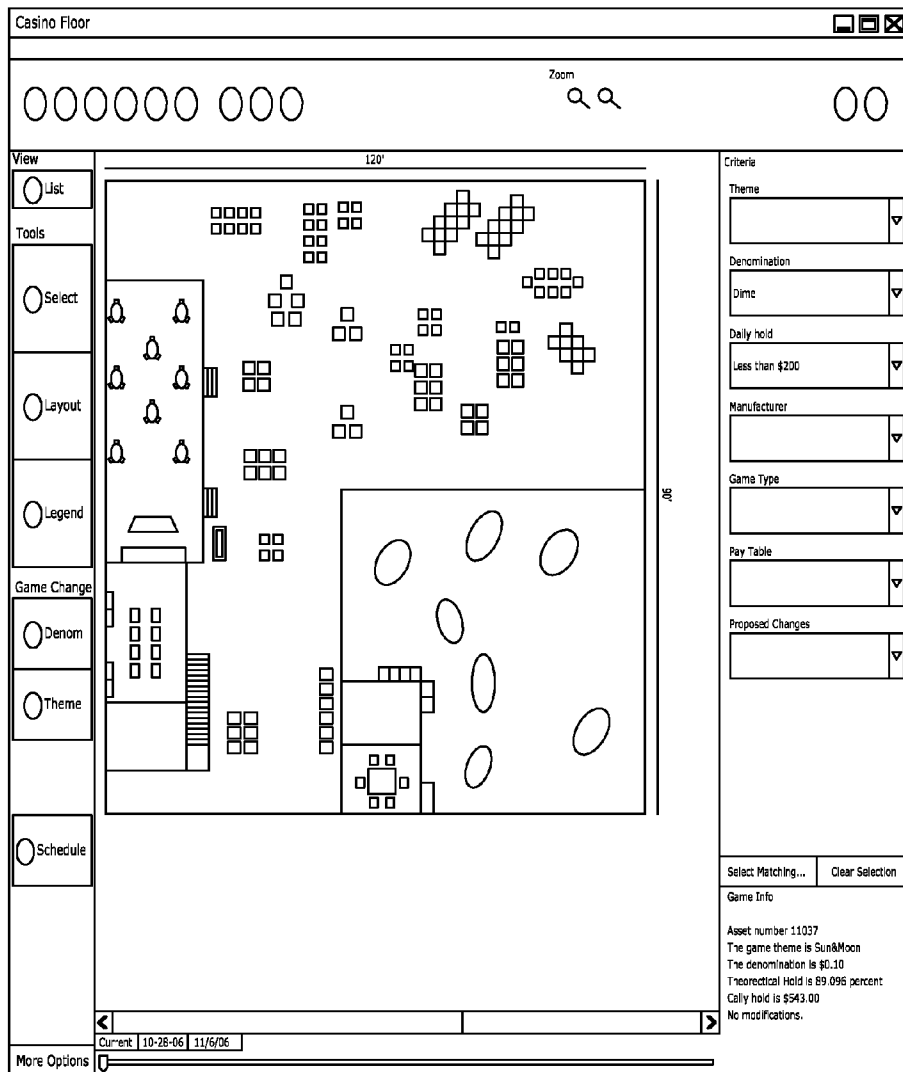 Casino Floor
Zoom
View
List
Tools
Select
Layout
Legend
Game Change
Denom
Theme
Schedule
More Options
120'
90'
Current 10-28-06 11/6/06
Criteria
Theme
Denomination
Dime
Daily hold
Less than $200
Manufacturer
Game Type
Pay Table
Proposed Changes
Select Matching... Clear Selection
Game Info
Asset number 11037
The game theme is Sun&Moon
The denomination is $0.10
Theorectical Hold is 89.096 percent
Cally hold is $543.00
No modifications.